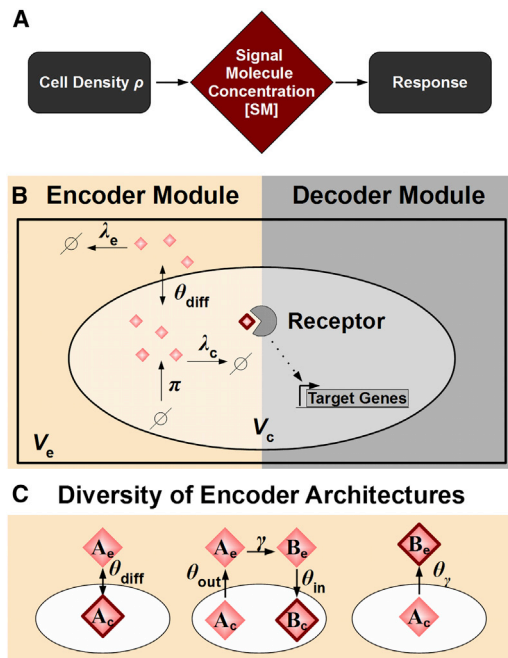 A
Cell Density ρ
Signal
Molecule
Concentration
[SM]
Response
B
Encoder Module
Decoder Module
λe
θdiff
Receptor
λc
π
Target Genes
Ve
Vc
C
Diversity of Encoder Architectures
Ae
θdiff
Ac
Ae
γ
Be
θout
θin
Ac
Bc
Be
θγ
Ac